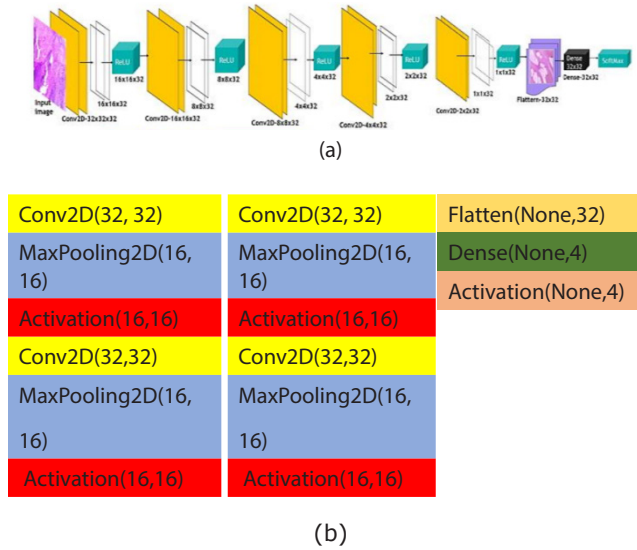 Input
image
Conv2D-32x32x32
16x16x32
ReLU
16x16x32
Conv2D-16x16x32
8x8x32
ReLU
8x8x32
Conv2D-8x8x32
4x4x32
ReLU
4x4x32
Conv2D-4x4x32
2x2x32
ReLU
2x2x32
Conv2D-2x2x32
1x1x32
ReLU
1x1x32
Flattern-32x32
Dense
32x32
Dense-32x32
SoftMax
(a)
Conv2D(32, 32)
MaxPooling2D(16,
16)
Activation(16,16)
Conv2D(32,32)
MaxPooling2D(16,
16)
Activation(16,16)
Conv2D(32, 32)
MaxPooling2D(16,
16)
Activation(16,16)
Conv2D(32,32)
MaxPooling2D(16,
16)
Activation(16,16)
Flatten(None,32)
Dense(None,4)
Activation(None,4)
(b)